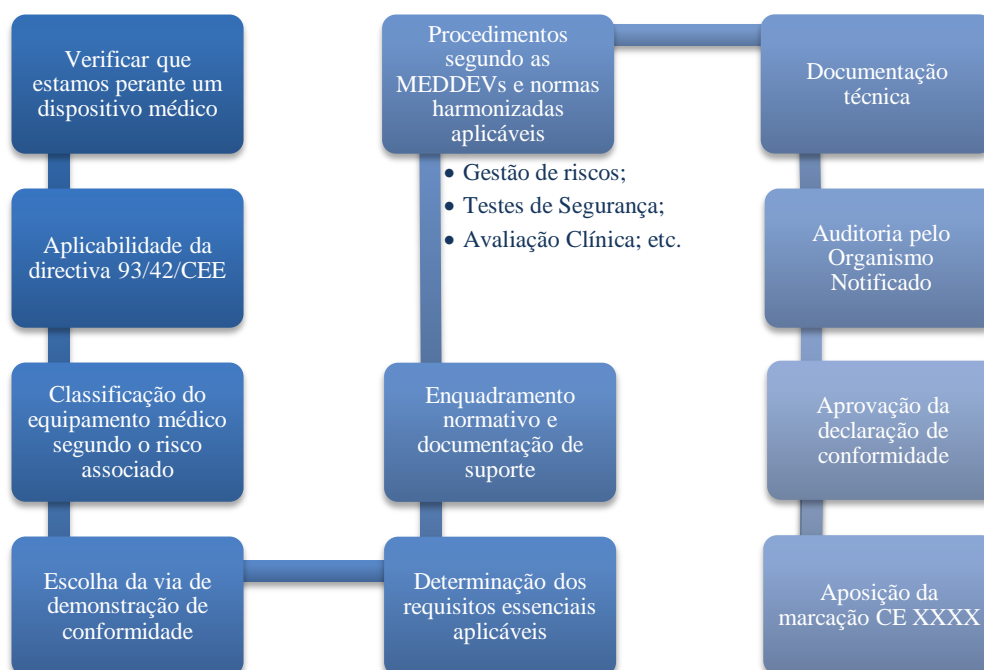 Verificar que
estamos perante um
dispositivo médico
Aplicabilidade da
directiva 93/42/CEE
Classificação do
equipamento médico
segundo o risco
associado
Escolha da via de
demonstração de
conformidade
Determinação dos
requisitos essenciais
aplicáveis
Enquadramento
normativo e
documentação de
suporte
Procedimentos
segundo as
MEDDEVs e normas
harmonizadas
aplicáveis
• Gestão de riscos;
• Testes de Segurança;
• Avaliação Clínica; etc.
Documentação
técnica
Auditoria pelo
Organismo
Notificado
Aprovação da
declaração de
conformidade
Aposição da
marcação CE XXXX